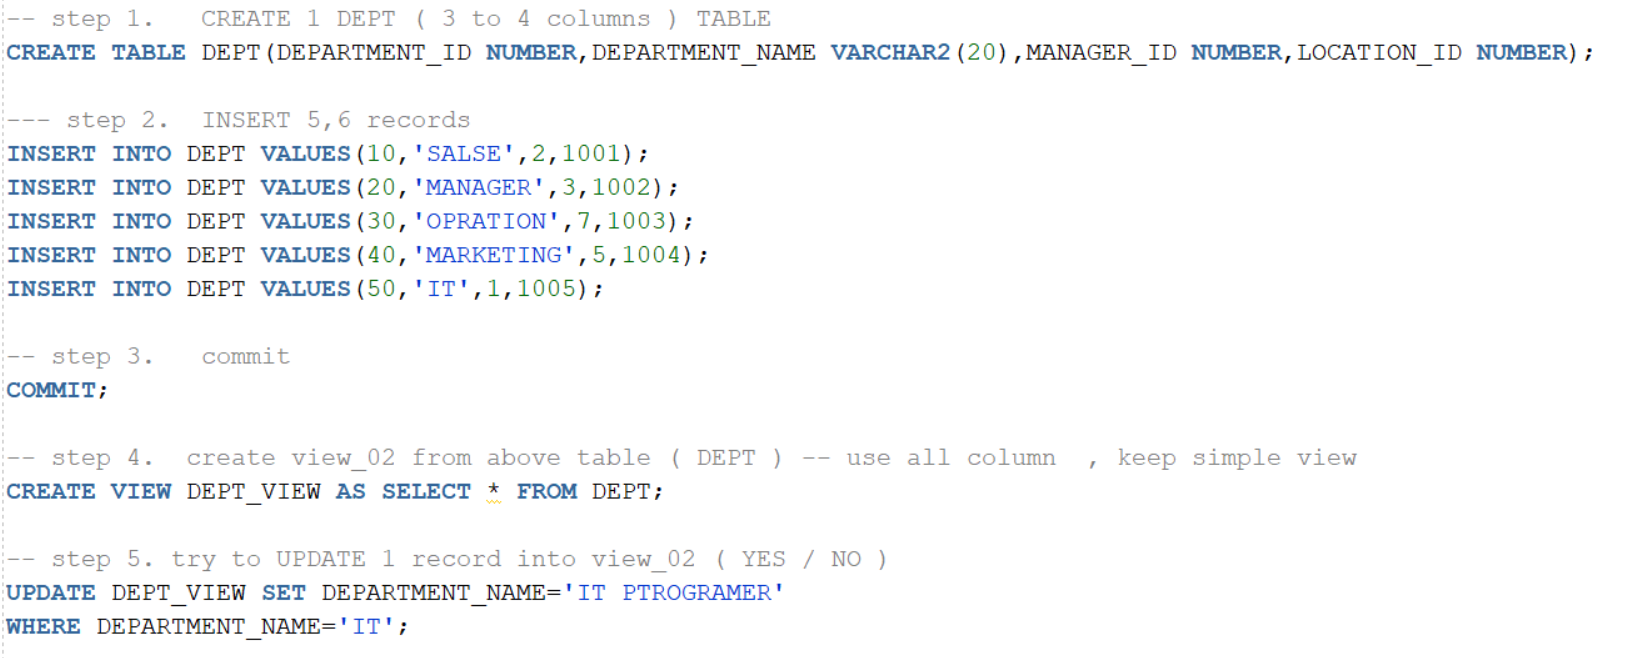 -- step 1.   CREATE 1 DEPT ( 3 to 4 columns ) TABLE
CREATE TABLE DEPT(DEPARTMENT_ID NUMBER,DEPARTMENT_NAME VARCHAR2(20),MANAGER_ID NUMBER,LOCATION_ID NUMBER);
--- step 2.  INSERT 5,6 records
INSERT INTO DEPT VALUES(10,'SALSE',2,1001);
INSERT INTO DEPT VALUES(20,'MANAGER',3,1002);
INSERT INTO DEPT VALUES(30,'OPRATION',7,1003);
INSERT INTO DEPT VALUES(40,'MARKETING',5,1004);
INSERT INTO DEPT VALUES(50,'IT',1,1005);
-- step 3.   commit
COMMIT;
-- step 4.  create view_02 from above table ( DEPT ) -- use all column  , keep simple view
CREATE VIEW DEPT_VIEW AS SELECT * FROM DEPT;
-- step 5. try to UPDATE 1 record into view_02 ( YES / NO )
UPDATE DEPT_VIEW SET DEPARTMENT_NAME='IT PTROGRAMER'
WHERE DEPARTMENT_NAME='IT';